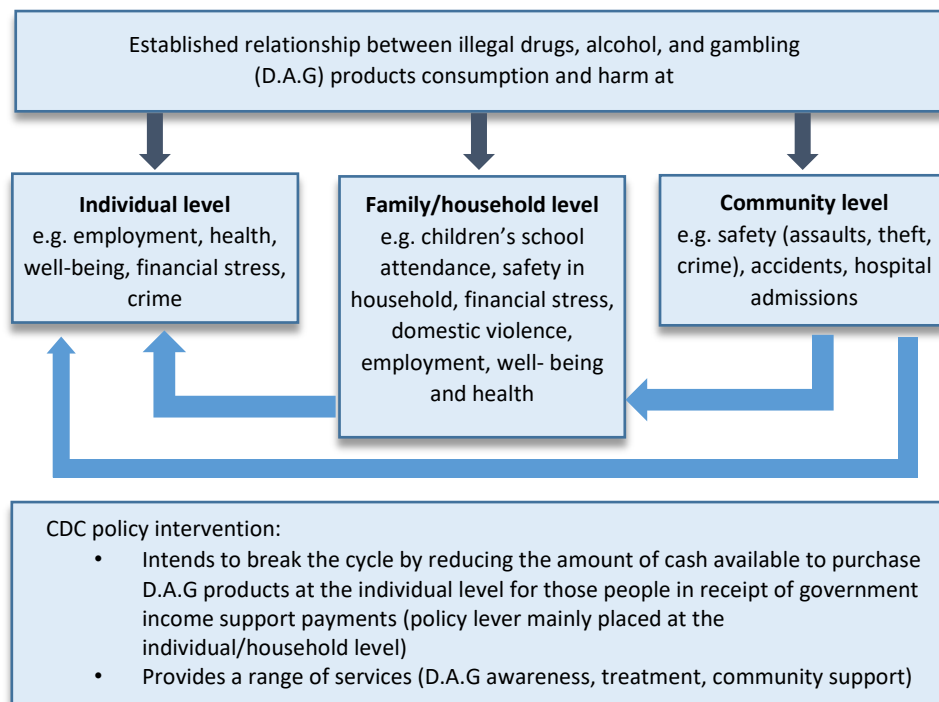 Established relationship between illegal drugs, alcohol, and gambling
(D.A.G) products consumption and harm at
Individual level
e.g. employment, health,
well-being, financial stress,
crime
Family/household level
e.g. children's school
attendance, safety in
household, financial stress,
domestic violence,
employment, well- being
and health
Community level
e.g. safety (assaults, theft,
crime), accidents, hospital
admissions
CDC policy intervention:
• Intends to break the cycle by reducing the amount of cash available to purchase
D.A.G products at the individual level for those people in receipt of government
income support payments (policy lever mainly placed at the
individual/household level)
• Provides a range of services (D.A.G awareness, treatment, community support)